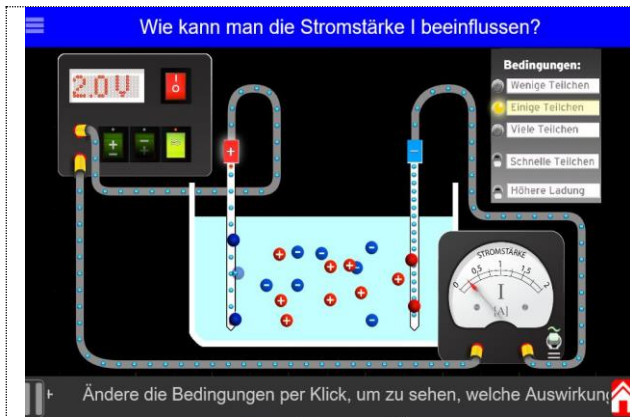 Wie kann man die Stromstärke I beeinflussen?
2.0 V
Bedingungen:
Wenige Teilchen
Einige Teilchen
Viele Teilchen
Schnelle Teilchen
Höhere Ladung
STROMSTÄRKE
0 0,5 1 1,5 2
I
[A]
Ändere die Bedingungen per Klick, um zu sehen, welche Auswirkung